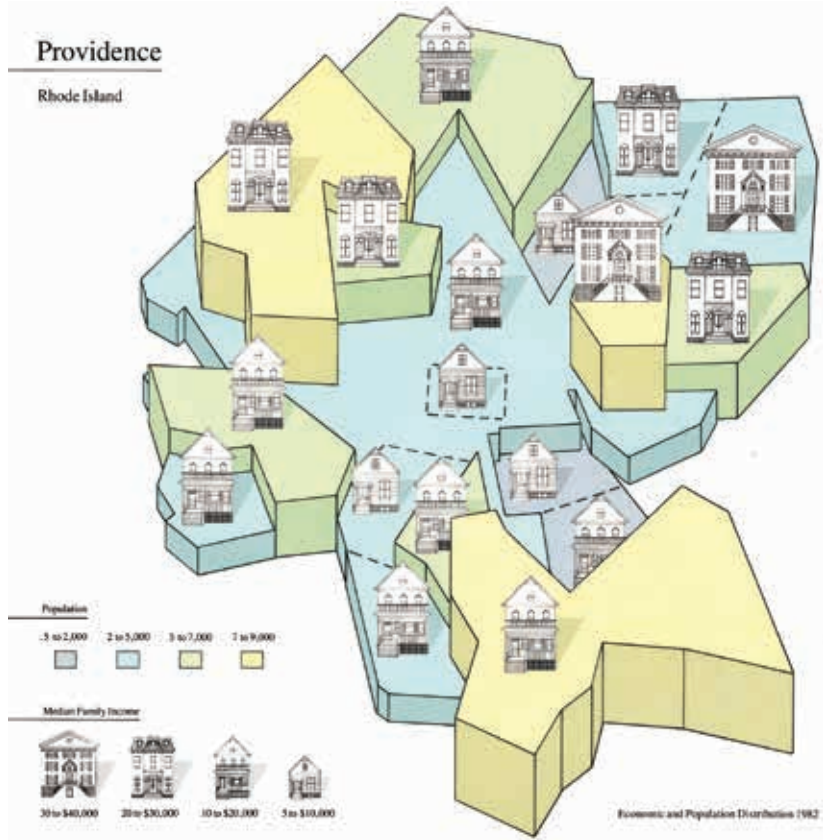 Providence
Rhode Island
Population
.5 to 2,000 2 to 5,000 5 to 7,000 7 to 9,000
Median Family Income
30 to $40,000 20 to $30,000 10 to $20,000 5 to $10,000
Economic and Population Distribution 1982